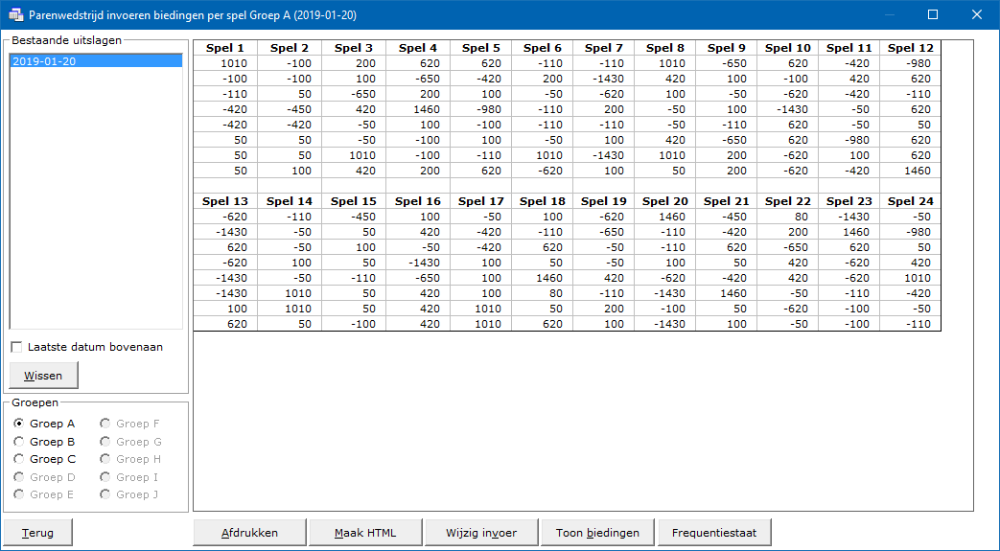 Parenwedstrijd invoeren biedingen per spel Groep A (2019-01-20)
Bestaande uitslagen
2019-01-20
Laatste datum bovenaan
Wissen
Groepen
Groep A Groep F
Groep B Groep G
Groep C Groep H
Groep D Groep I
Groep E Groep J
Terug
Spel 1 Spel 2 Spel 3 Spel 4 Spel 5 Spel 6 Spel 7 Spel 8 Spel 9 Spel 10 Spel 11 Spel 12
1010 -100 200 620 620 -110 -110 1010 -650 620 -420 -980
-100 -100 100 -650 -420 200 -1430 420 100 -100 420 620
-110 50 -650 200 100 -50 -620 100 -50 -620 -420 -110
-420 -450 420 1460 -980 -110 200 -50 100 -1430 -50 620
-420 -420 -50 100 -100 -110 -110 -50 -110 620 -50 50
50 50 -50 -100 100 -50 100 420 -650 620 -980 620
50 50 1010 -100 -110 1010 -1430 1010 200 -620 100 620
50 100 420 200 620 -620 100 50 200 -620 -420 1460
Spel 13 Spel 14 Spel 15 Spel 16 Spel 17 Spel 18 Spel 19 Spel 20 Spel 21 Spel 22 Spel 23 Spel 24
-620 -110 -450 100 -50 100 -620 1460 -450 80 -1430 -50
-1430 -50 50 420 -420 -110 -650 -110 -420 200 1460 -980
620 -50 100 -50 -420 620 -50 -110 620 -650 620 50
-620 100 50 -1430 100 50 -50 100 50 420 -620 420
-1430 -50 -110 -650 100 1460 420 -620 -420 420 -620 1010
-1430 1010 50 420 100 80 -110 -1430 1460 -50 -110 -420
100 1010 50 420 1010 50 200 -100 50 -620 -100 -50
620 50 -100 420 1010 620 100 -1430 100 -50 -100 -110
Afdrukken Maak HTML Wijzig invoer Toon biedingen Frequentiestaat